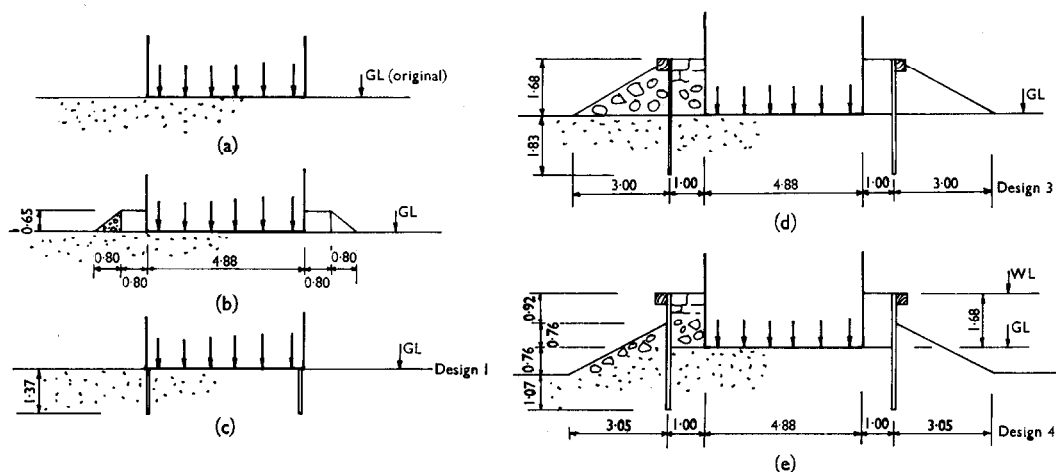 GL (original)
(a)
0·65
GL
0·80
4·88
0·80
0·80
0·80
(b)
GL
Design 1
1·37
(c)
1·68
GL
1·83
3·00
1·00
4·88
1·00
3·00
Design 3
(d)
WL
0·92
0·76
1·68
GL
0·76
1·07
3·05
1·00
4·88
1·00
3·05
Design 4
(e)